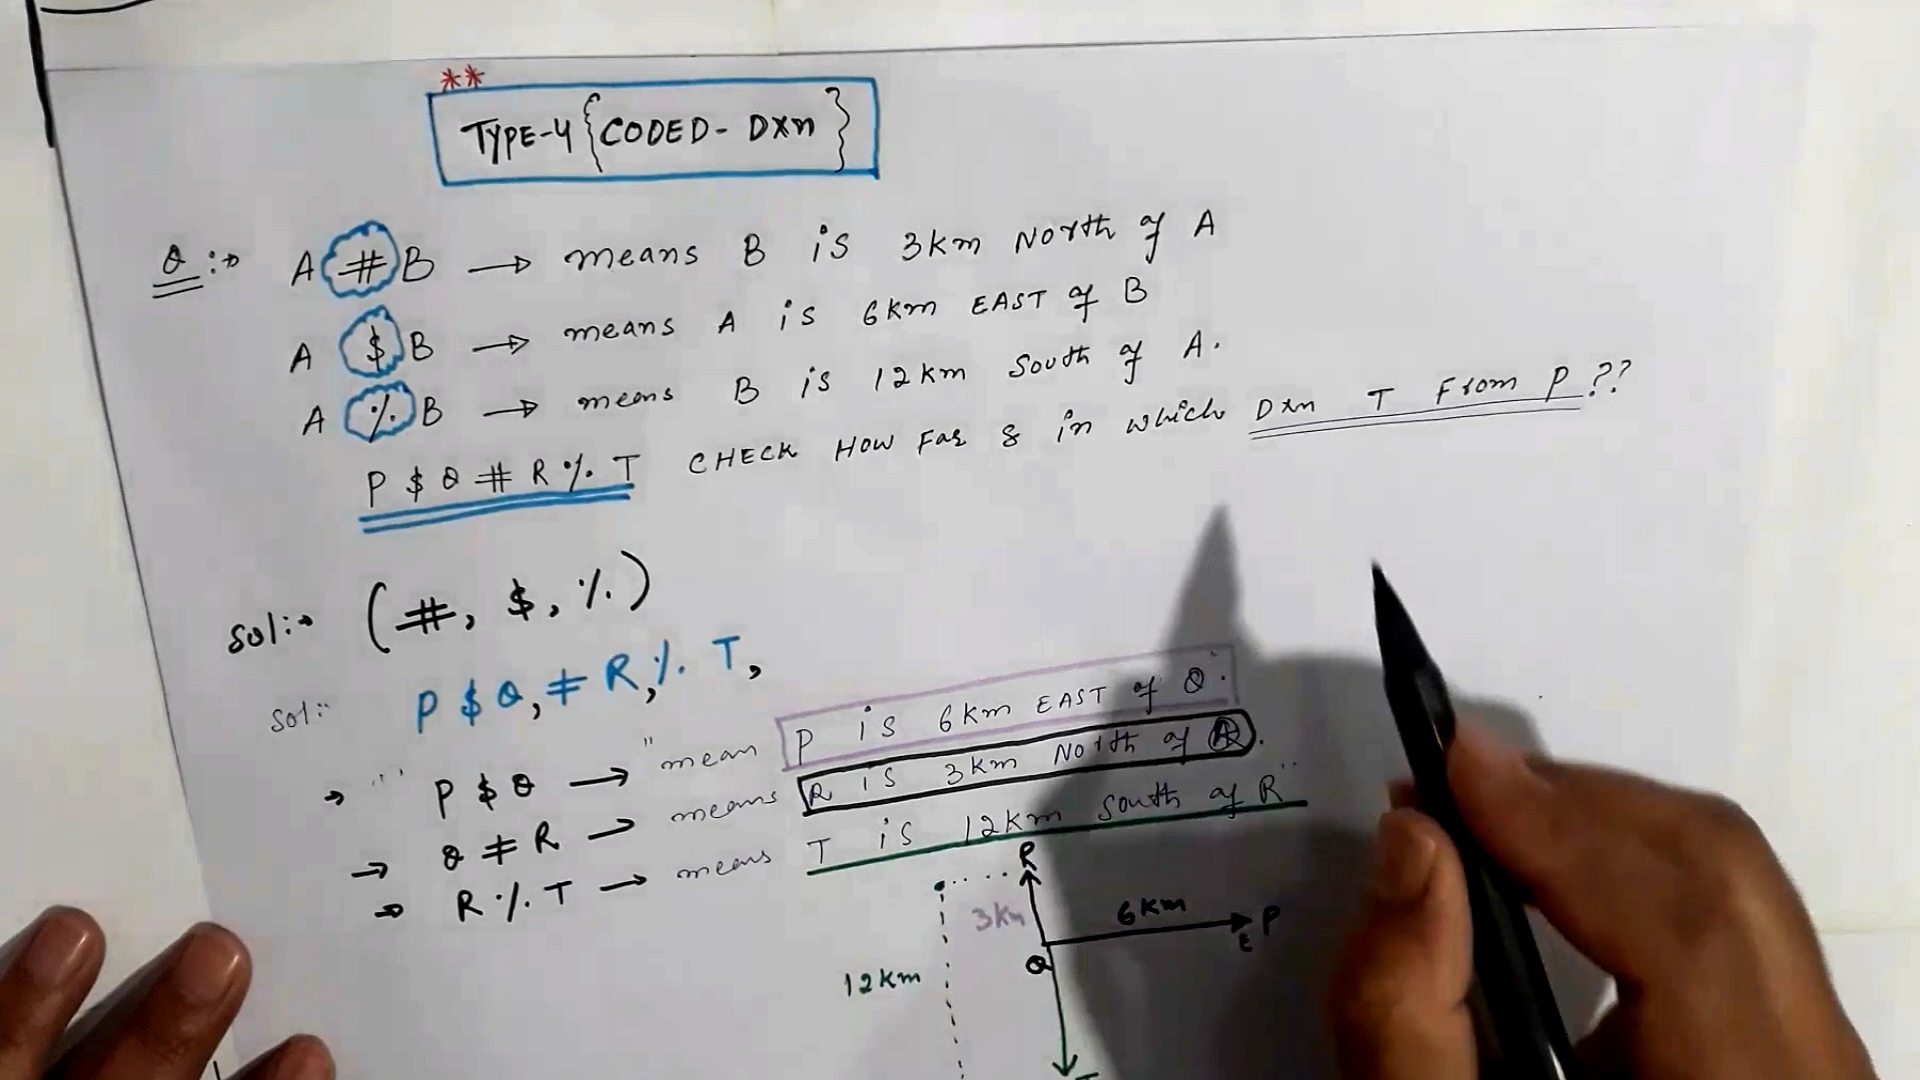 **
TYPE-4 {CODED- DXn}
Q:→ A # B → means B is 3km North of A
A $ B → means A is 6km EAST of B
A % B → means B is 12km South of A.
P $ Q # R % T CHECK HOW Far & in which Dxn T From P ??
Sol:→ (#, $, %)
Sol:- P $ Q, # R, % T,
→ P $ Q → "mean P is 6km EAST of Q.
→ Q # R → means R is 3km North of Q.
→ R % T → means T is 12km South of R"
R
3km
6km
E P
Q
12km